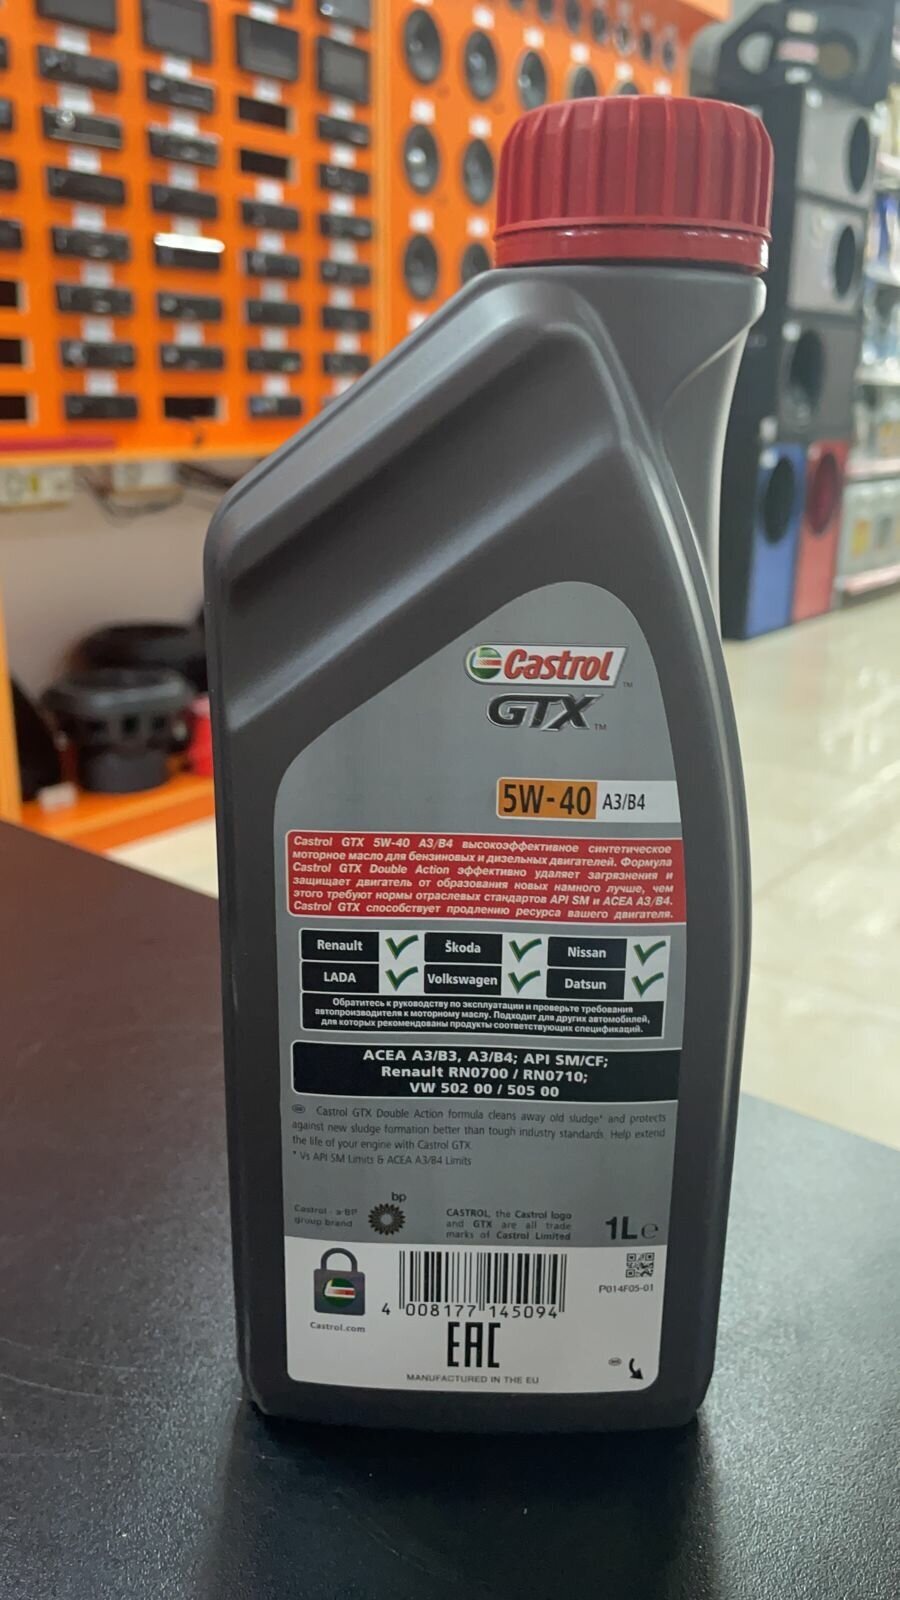 Castrol
GTX
5W-40 A3/B4
Castrol GTX 5W-40 A3/B4 высокоэффективное синтетическое
моторное масло для бензиновых и дизельных двигателей. Формула
Castrol GTX Double Action эффективно удаляет загрязнения и
защищает двигатель от образования новых намного лучше, чем
этого требуют нормы отраслевых стандартов API SM и ACEA A3/B4.
Castrol GTX способствует продлению ресурса вашего двигателя.
Renault Škoda Nissan
LADA Volkswagen Datsun
Обратитесь к руководству по эксплуатации и проверьте требования
автопроизводителя к моторному маслу. Подходит для других автомобилей,
для которых рекомендованы продукты соответствующих спецификаций.
ACEA A3/B3, A3/B4; API SM/CF;
Renault RN0700 / RN0710;
VW 502 00 / 505 00
Castrol GTX Double Action formula cleans away old sludge* and protects
against new sludge formation better than tough industry standards. Help extend
the life of your engine with Castrol GTX.
* Vs API SM Limits & ACEA A3/B4 Limits
bp
Castrol - a BP
group brand
CASTROL, the Castrol logo
and GTX are all trade
marks of Castrol Limited
1L e
P014F05-01
4 008177 145094
Castrol.com
EAC
MANUFACTURED IN THE EU